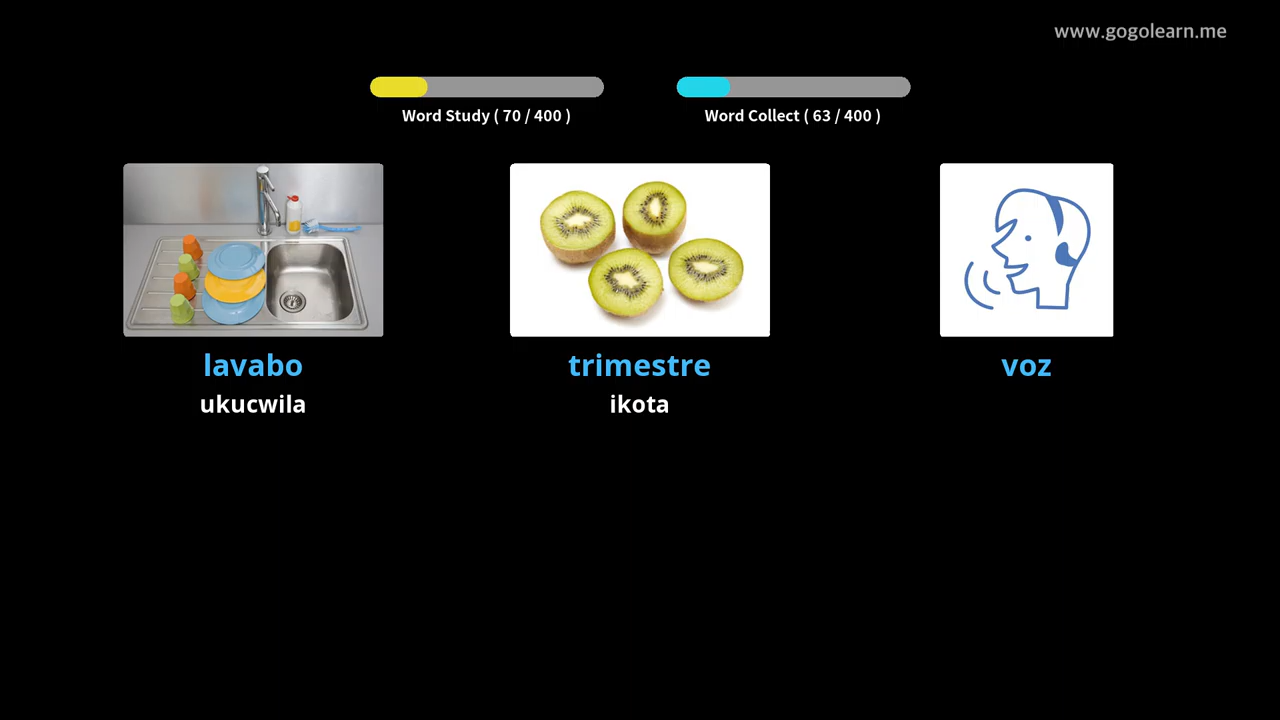 www.gogolearn.me
Word Study ( 70 / 400 )
Word Collect ( 63 / 400 )
lavabo
ukucwila
trimestre
ikota
voz